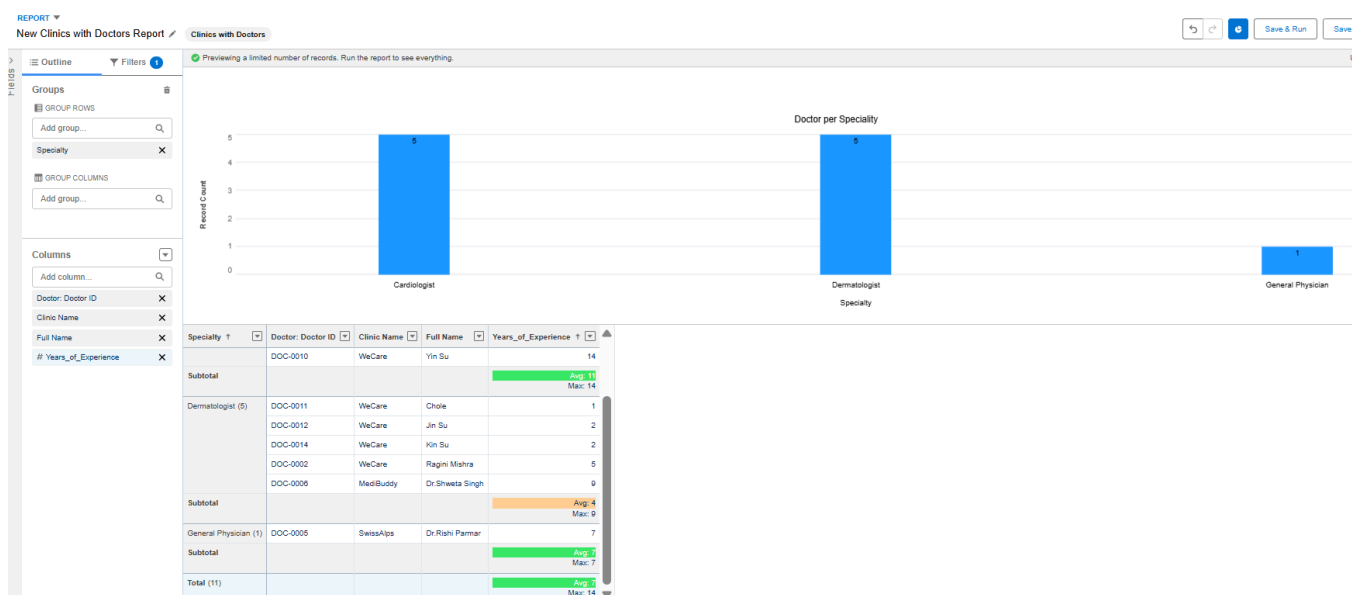 REPORT
New Clinics with Doctors Report Clinics with Doctors
Save & Run Save
Fields
Outline Filters 1
Previewing a limited number of records. Run the report to see everything.
Groups
GROUP ROWS
Add group...
Specialty
GROUP COLUMNS
Add group...
Columns
Add column...
Doctor: Doctor ID
Clinic Name
Full Name
# Years_of_Experience
Doctor per Speciality
Record Count
5
4
3
2
1
0
5 5 1
Cardiologist Dermatologist General Physician
Specialty
Specialty ↑ Doctor: Doctor ID Clinic Name Full Name Years_of_Experience ↑
DOC-0010 WeCare Yin Su 14
Subtotal Avg: 11
Max: 14
Dermatologist (5) DOC-0011 WeCare Chole 1
DOC-0012 WeCare Jin Su 2
DOC-0014 WeCare Kin Su 2
DOC-0002 WeCare Ragini Mishra 5
DOC-0006 MediBuddy Dr.Shweta Singh 9
Subtotal Avg: 4
Max: 9
General Physician (1) DOC-0005 SwissAlps Dr.Rishi Parmar 7
Subtotal Avg: 7
Max: 7
Total (11) Avg: 7
Max: 14